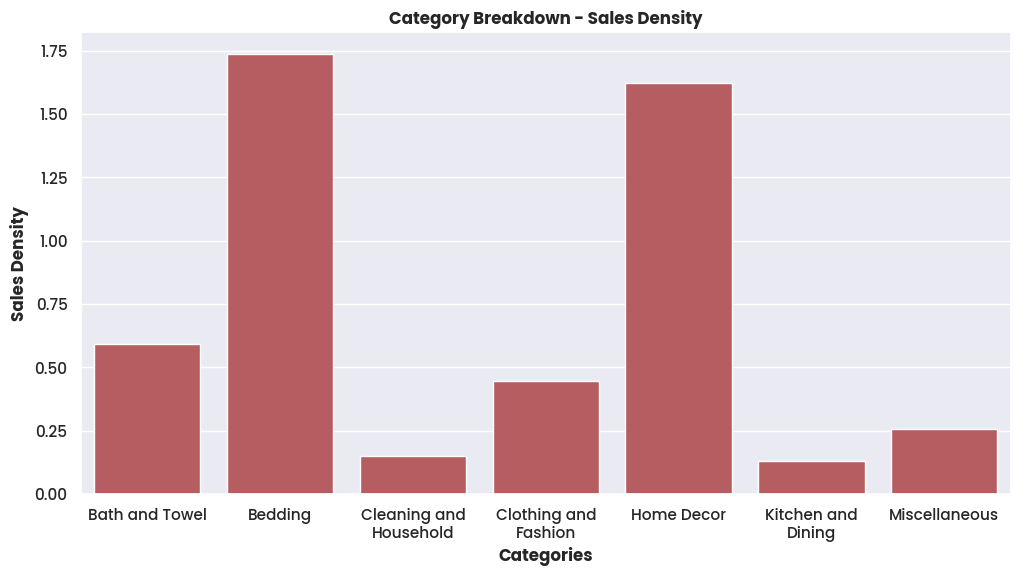 Category Breakdown - Sales Density
Sales Density
1.75
1.50
1.25
1.00
0.75
0.50
0.25
0.00
Bath and Towel
Bedding
Cleaning and
Household
Clothing and
Fashion
Home Decor
Kitchen and
Dining
Miscellaneous
Categories